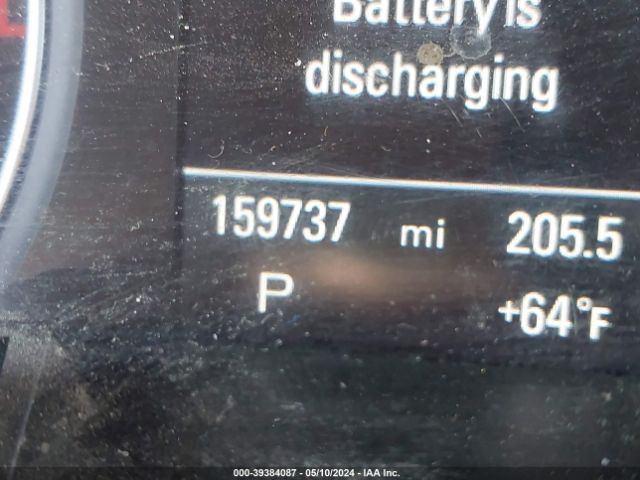 Battery is
discharging
159737 mi 205.5
P +64°F
000-39384087 - 05/10/2024 - IAA Inc.